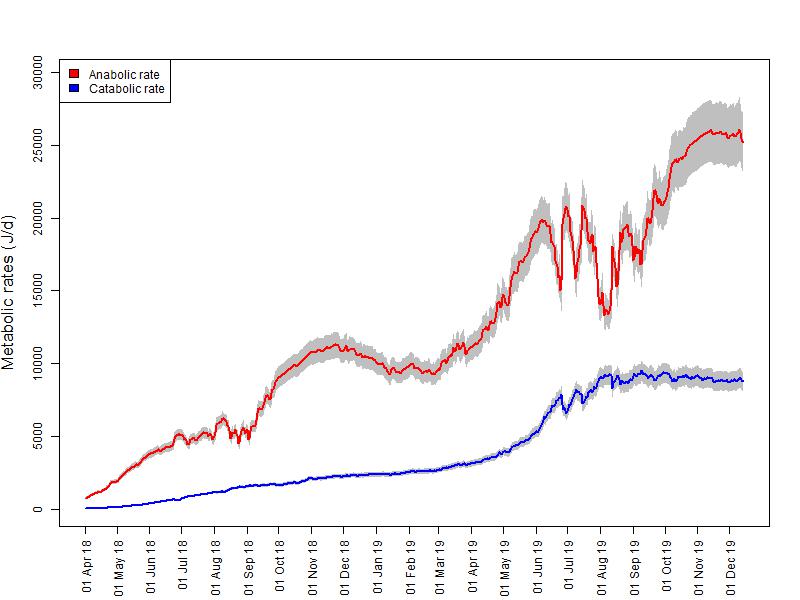 Anabolic rate
Catabolic rate
Metabolic rates (J/d)
30000
25000
20000
15000
10000
5000
0
01 Apr 18
01 May 18
01 Jun 18
01 Jul 18
01 Aug 18
01 Sep 18
01 Oct 18
01 Nov 18
01 Dec 18
01 Jan 19
01 Feb 19
01 Mar 19
01 Apr 19
01 May 19
01 Jun 19
01 Jul 19
01 Aug 19
01 Sep 19
01 Oct 19
01 Nov 19
01 Dec 19